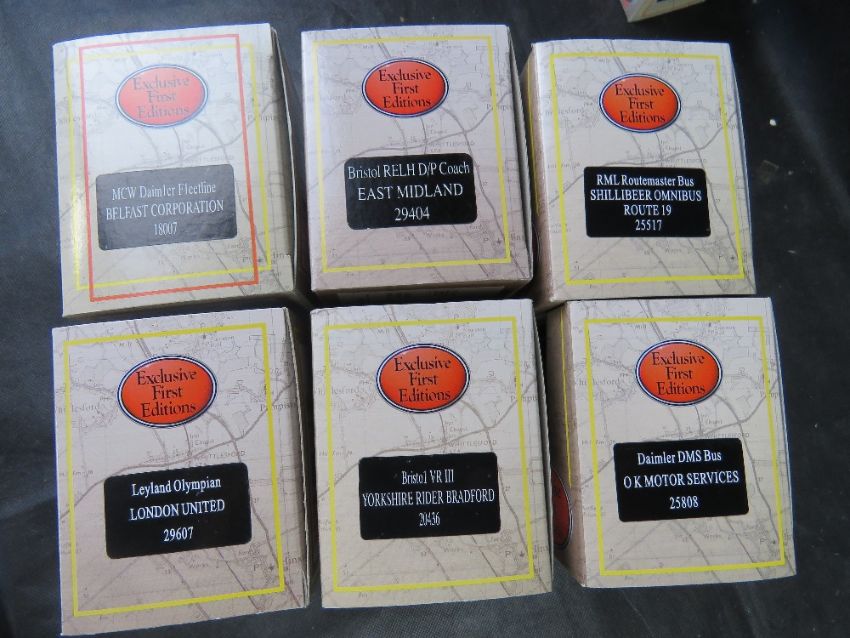 Exclusive
First
Editions
MCW Daimler Fleetline
BELFAST CORPORATION
18007
Exclusive
First
Editions
Bristol RELH D/P Coach
EAST MIDLAND
29404
Exclusive
First
Editions
RML Routemaster Bus
SHILLIBEER OMNIBUS
ROUTE 19
25517
Exclusive
First
Editions
Leyland Olympian
LONDON UNITED
29607
Exclusive
First
Editions
Bristol VR III
YORKSHIRE RIDER BRADFORD
20436
Exclusive
First
Editions
Daimler DMS Bus
O K MOTOR SERVICES
25808